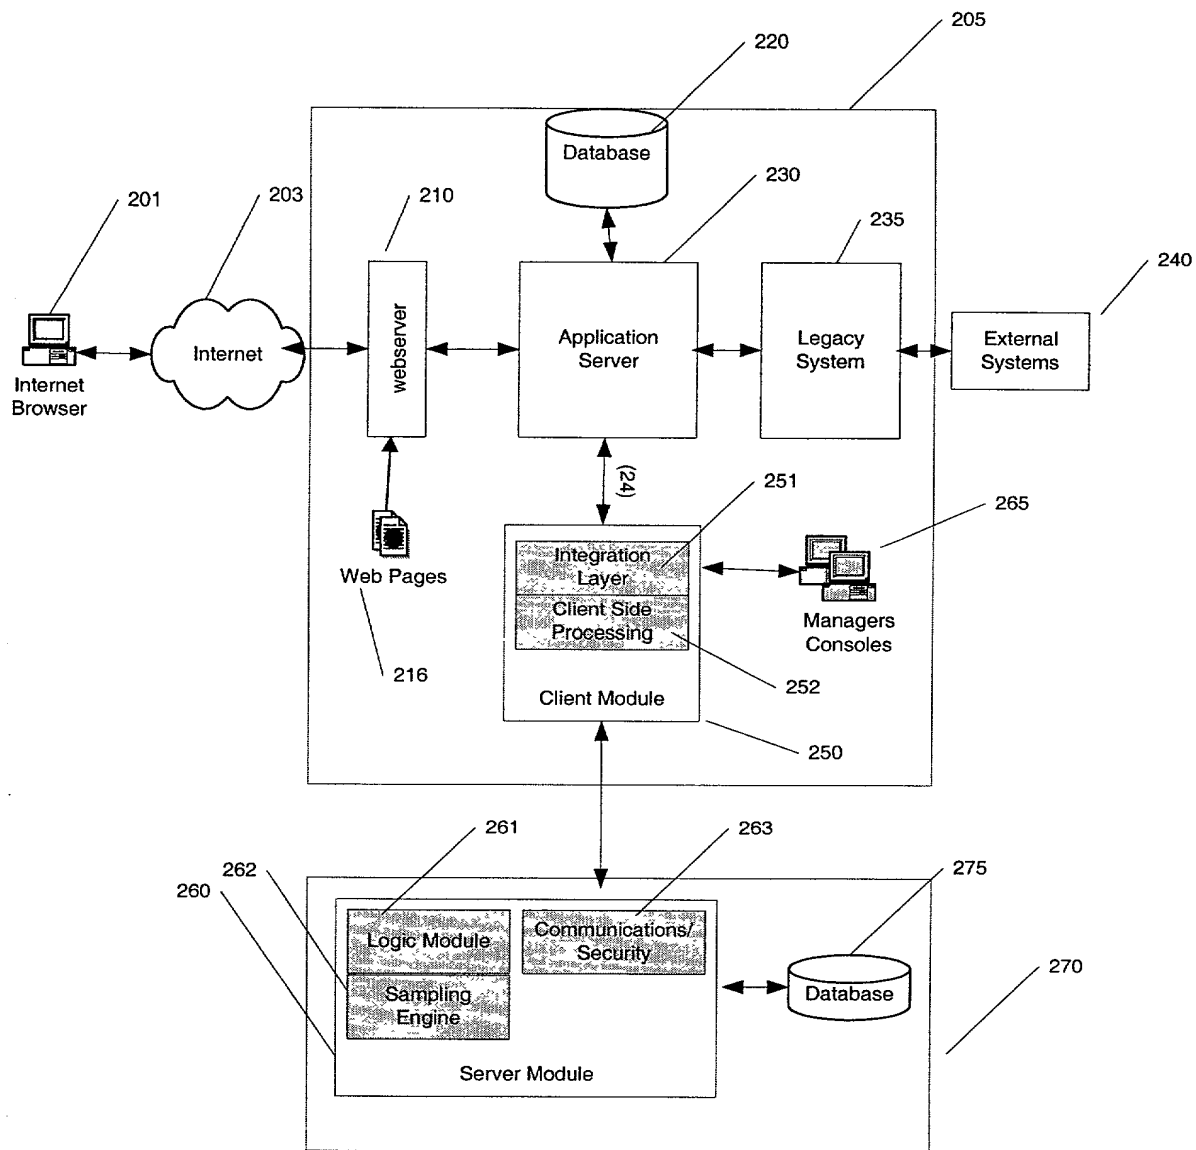 205
220
Database
230
201
203
210
235
240
webserver
Internet
Application
Server
Legacy
System
External
Systems
Internet
Browser
(24)
251
265
Integration
Layer
Web Pages
Client Side
Processing
Managers
Consoles
216
252
Client Module
250
261
263
262
275
260
Logic Module
Communications/
Security
270
Sampling
Engine
Database
Server Module